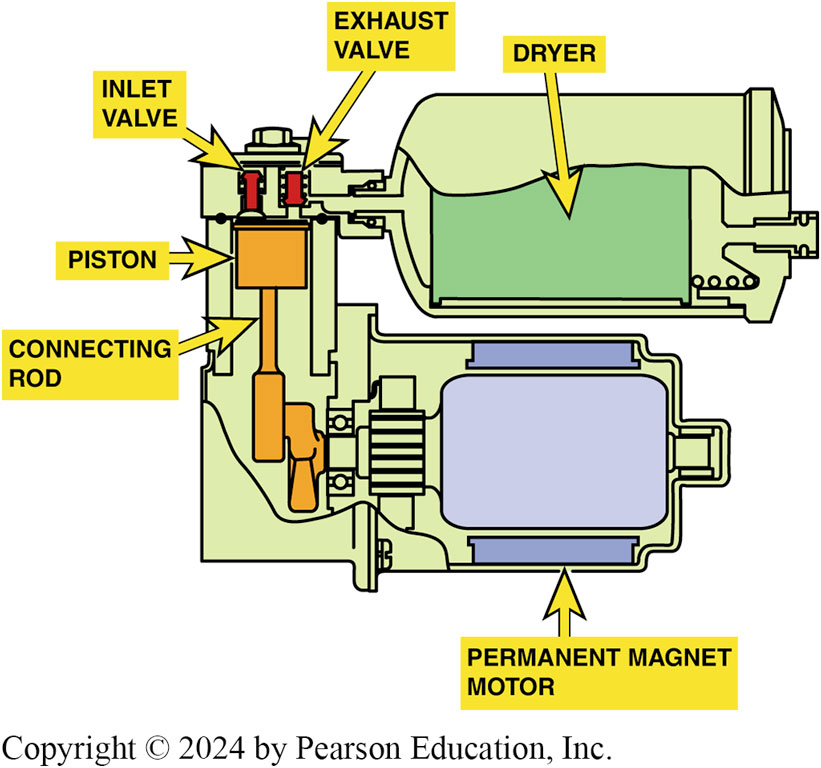 EXHAUST
VALVE
DRYER
INLET
VALVE
PISTON
CONNECTING
ROD
PERMANENT MAGNET
MOTOR
Copyright © 2024 by Pearson Education, Inc.